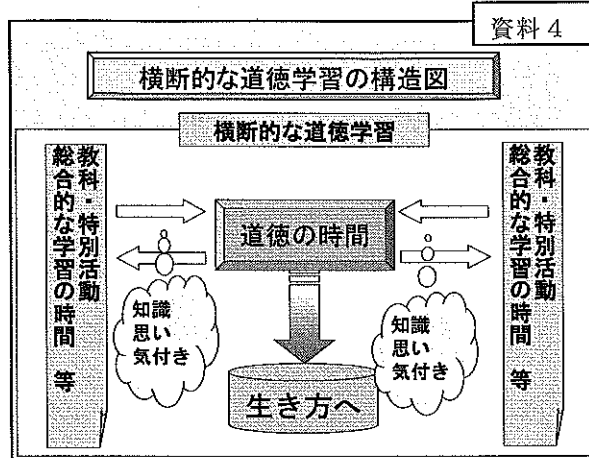 資料4
横断的な道徳学習の構造図
横断的な道徳学習
教科・特別活動
総合的な学習の時間 等
道徳の時間
教科・特別活動
総合的な学習の時間 等
知識
思い
気付き
知識
思い
気付き
生き方へ